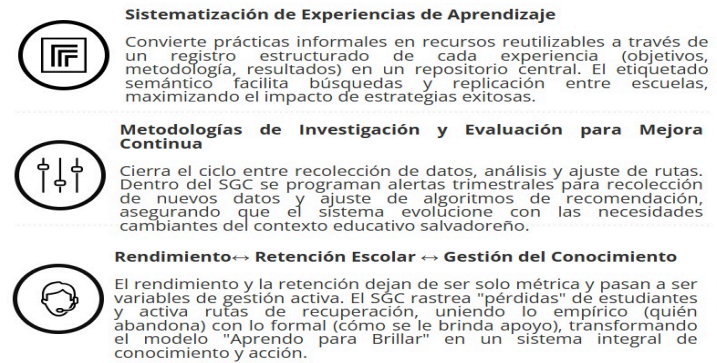 Sistematización de Experiencias de Aprendizaje
Convierte prácticas informales en recursos reutilizables a través de
un registro estructurado de cada experiencia (objetivos,
metodología, resultados) en un repositorio central. El etiquetado
semántico facilita búsquedas y replicación entre escuelas,
maximizando el impacto de estrategias exitosas.
Metodologías de Investigación y Evaluación para Mejora
Continua
Cierra el ciclo entre recolección de datos, análisis y ajuste de rutas.
Dentro del SGC se programan alertas trimestrales para recolección
de nuevos datos y ajuste de algoritmos de recomendación,
asegurando que el sistema evolucione con las necesidades
cambiantes del contexto educativo salvadoreño.
Rendimiento↔ Retención Escolar ↔ Gestión del Conocimiento
El rendimiento y la retención dejan de ser solo métrica y pasan a ser
variables de gestión activa. El SGC rastrea "pérdidas" de estudiantes
y activa rutas de recuperación, uniendo lo empírico (quién
abandona) con lo formal (cómo se le brinda apoyo), transformando
el modelo "Aprendo para Brillar" en un sistema integral de
conocimiento y acción.